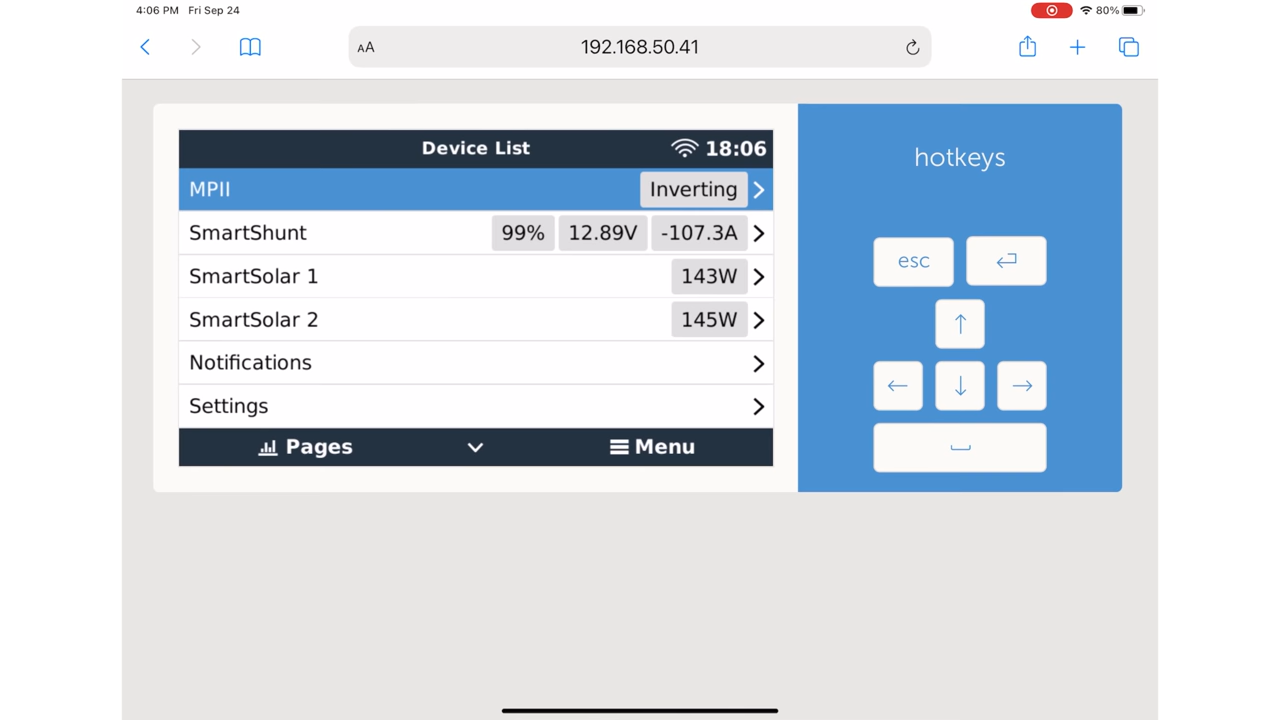 4:06 PM Fri Sep 24 80%
AA 192.168.50.41
Device List 18:06
MPII Inverting
SmartShunt 99% 12.89V -107.3A
SmartSolar 1 143W
SmartSolar 2 145W
Notifications
Settings
Pages Menu
hotkeys
esc